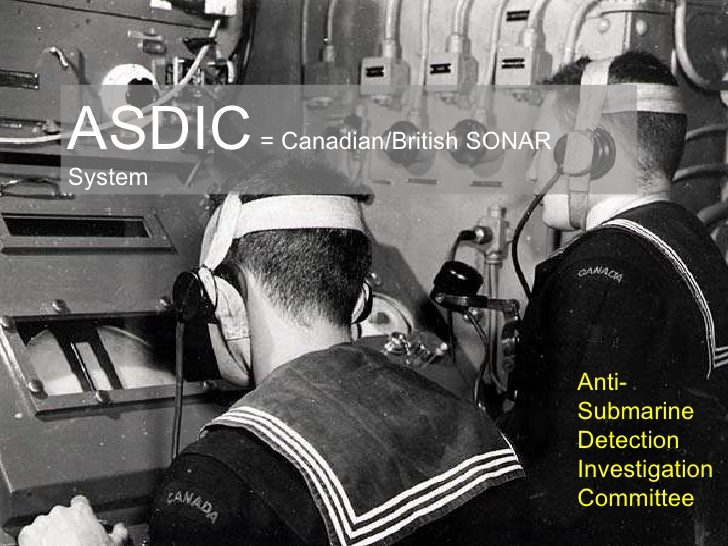 ASDIC = Canadian/British SONAR
System
CANADA
Anti-
Submarine
Detection
Investigation
Committee
CANADA